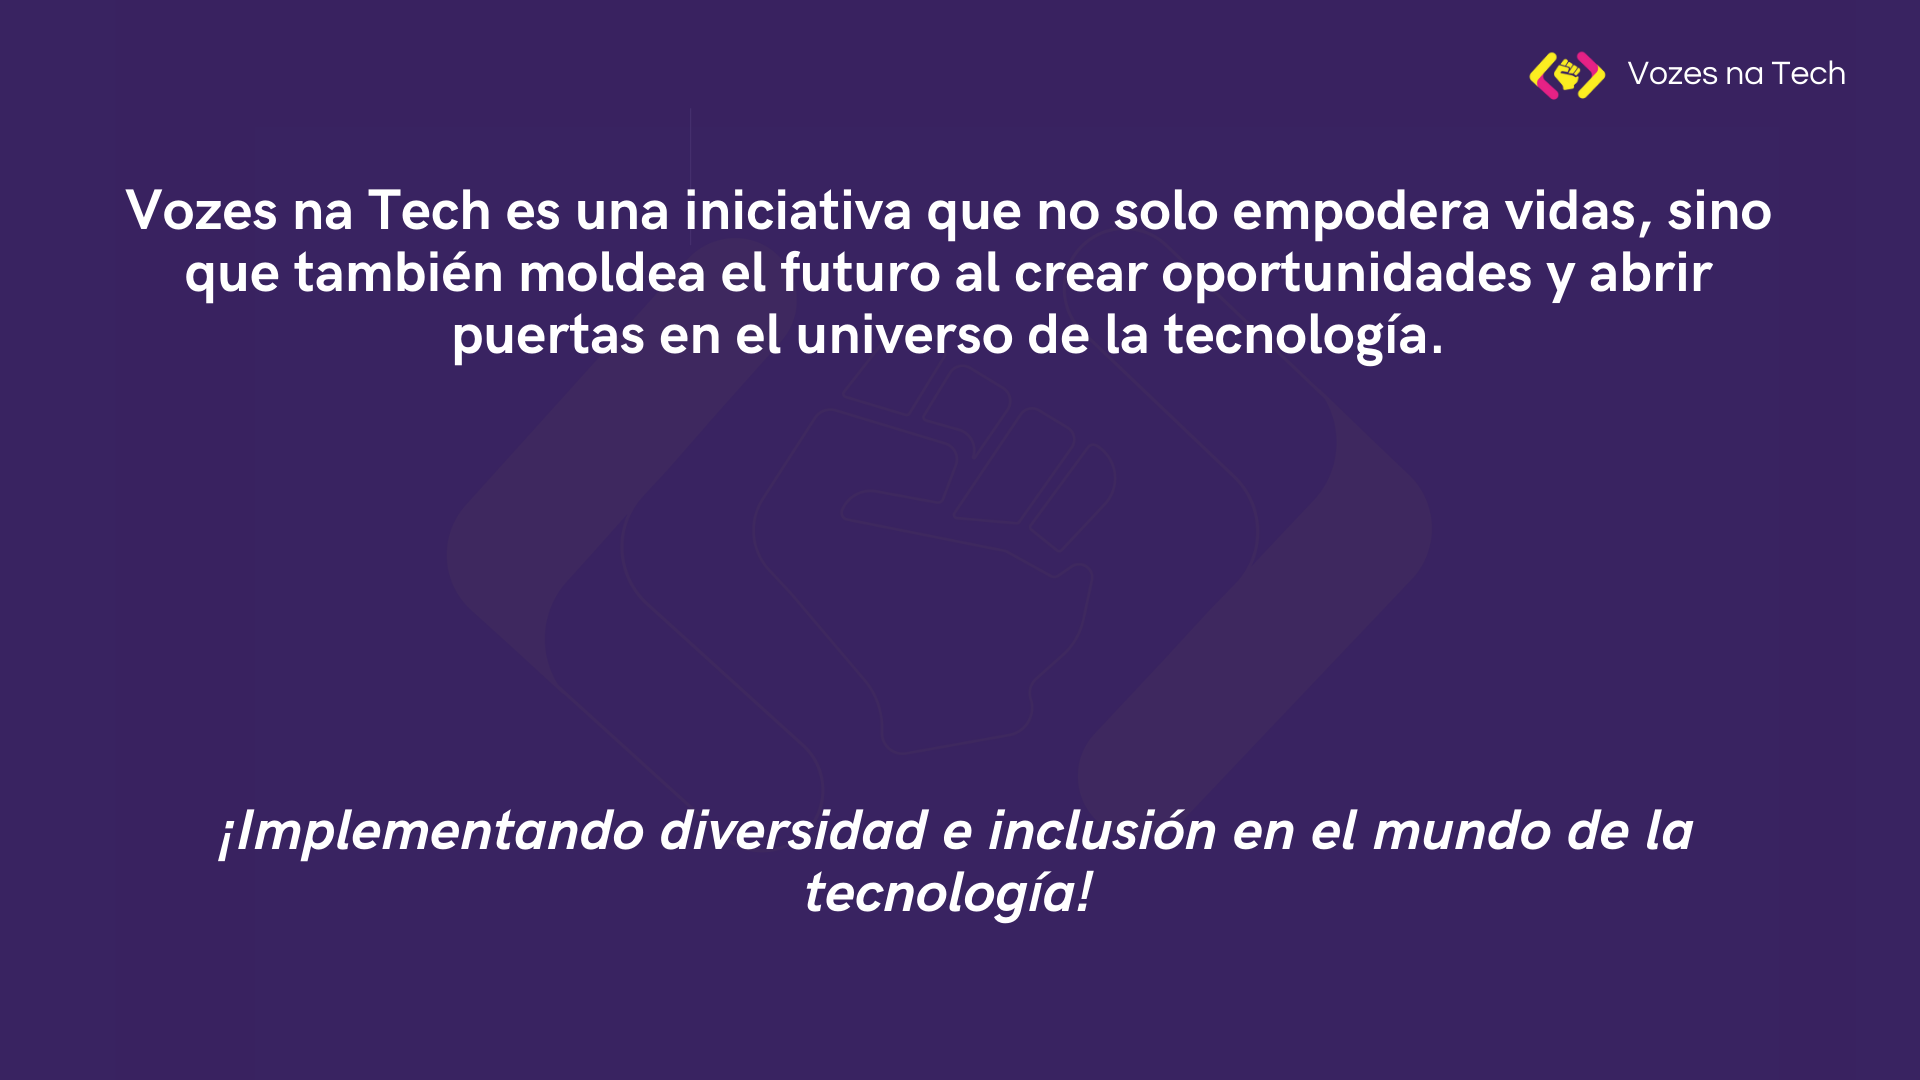 Vozes na Tech
Vozes na Tech es una iniciativa que no solo empodera vidas, sino
que también moldea el futuro al crear oportunidades y abrir
puertas en el universo de la tecnología.
¡Implementando diversidad e inclusión en el mundo de la
tecnología!